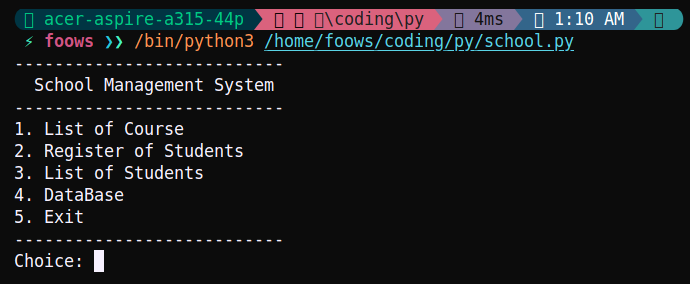 acer-aspire-a315-44p \coding\py 4ms 1:10 AM
⚡ foows ❯❯ /bin/python3 /home/foows/coding/py/school.py
---------------------------
School Management System
---------------------------
1. List of Course
2. Register of Students
3. List of Students
4. DataBase
5. Exit
---------------------------
Choice: